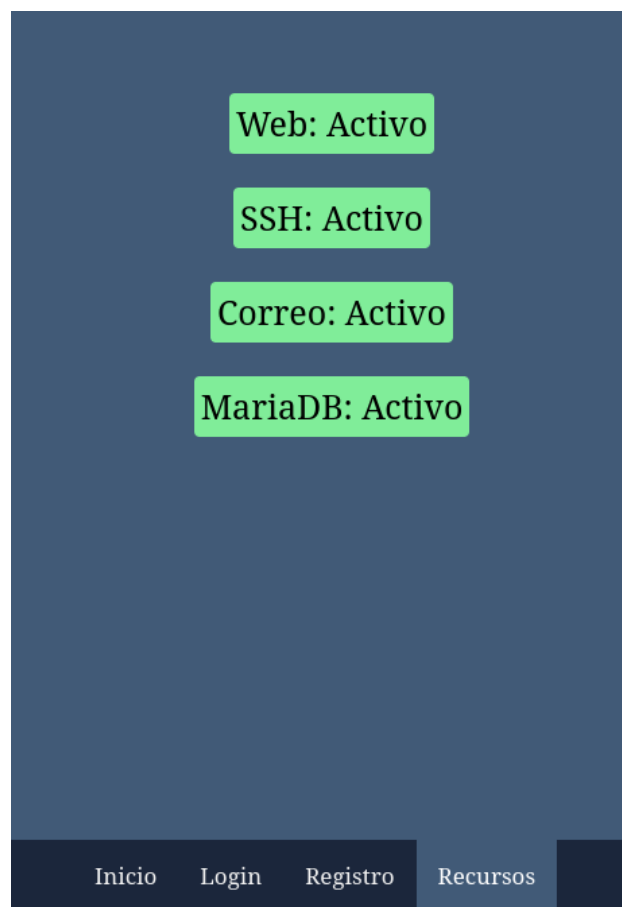 Web: Activo
SSH: Activo
Correo: Activo
MariaDB: Activo
Inicio Login Registro Recursos